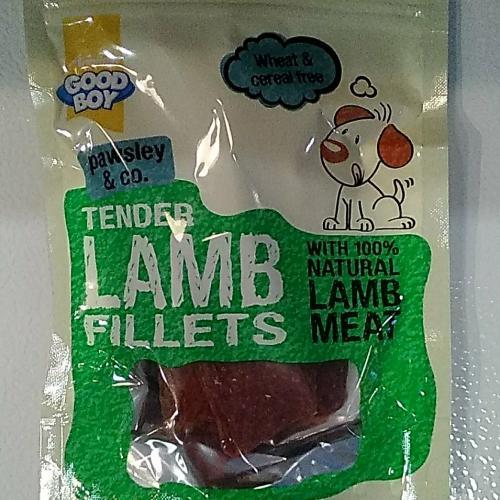 Wheat &
cereal free
GOOD
BOY
pawsley
& co.
TENDER
LAMB
FILLETS
WITH 100%
NATURAL
LAMB
MEAT